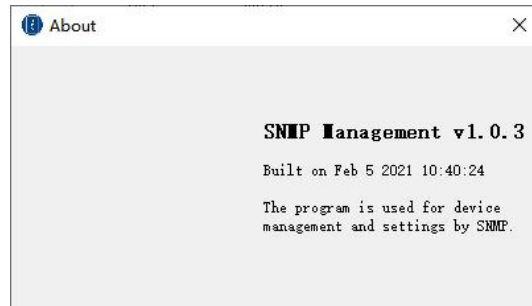 About
SNMP Management v1.0.3
Built on Feb 5 2021 10:40:24
The program is used for device
management and settings by SNMP.